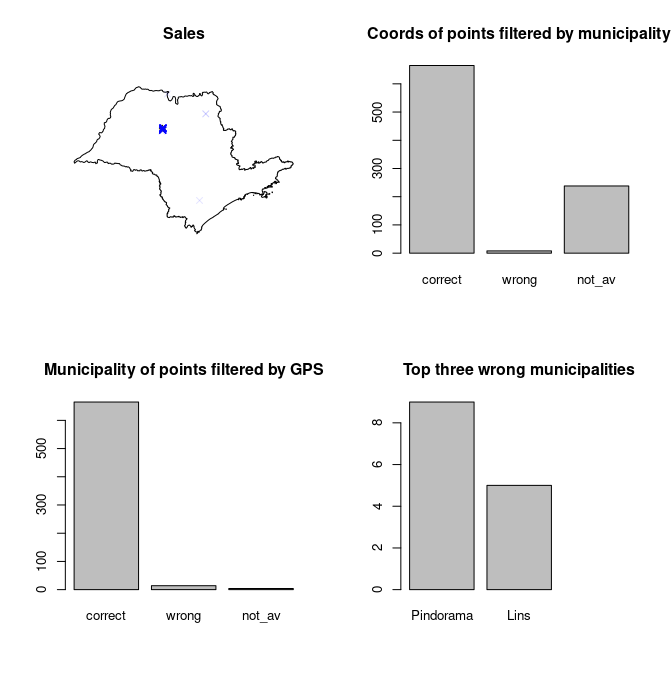 Sales
Coords of points filtered by municipality
0 100 300 500
correct wrong not_av
Municipality of points filtered by GPS
0 100 300 500
correct wrong not_av
Top three wrong municipalities
0 2 4 6 8
Pindorama Lins